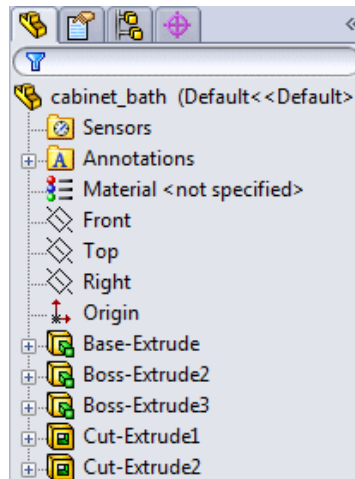 cabinet_bath (Default<<Default>
Sensors
A Annotations
Material <not specified>
Front
Top
Right
Origin
Base-Extrude
Boss-Extrude2
Boss-Extrude3
Cut-Extrude1
Cut-Extrude2